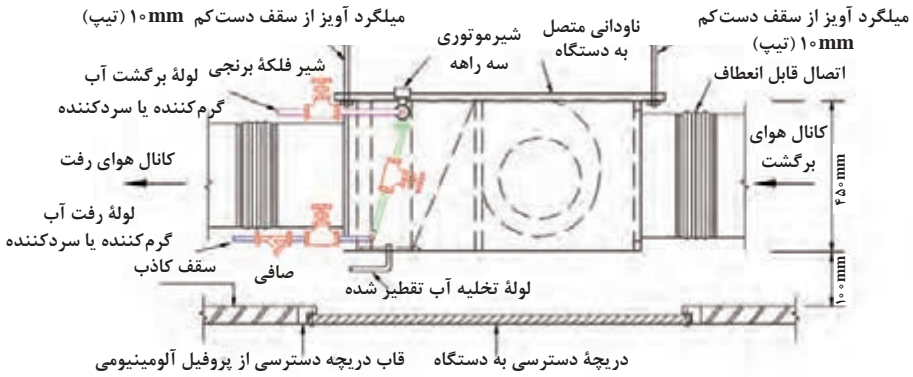 میلگرد آویز از سقف دست‌کم
۱۰mm (تیپ)
ناودانی متصل
به دستگاه
شیرموتوری
سه راهه
میلگرد آویز از سقف دست‌کم ۱۰mm (تیپ)
اتصال قابل انعطاف
شیر فلکهٔ برنجی
لولهٔ برگشت آب
گرم‌کننده یا سردکننده
کانال هوای
برگشت
کانال هوای رفت
۴۵۰mm
لولهٔ رفت آب
گرم‌کننده یا سردکننده
صافی
سقف کاذب
لولهٔ تخلیه آب تقطیر شده
۱۰۰mm
دریچهٔ دسترسی به دستگاه
قاب دریچه دسترسی از پروفیل آلومینیومی